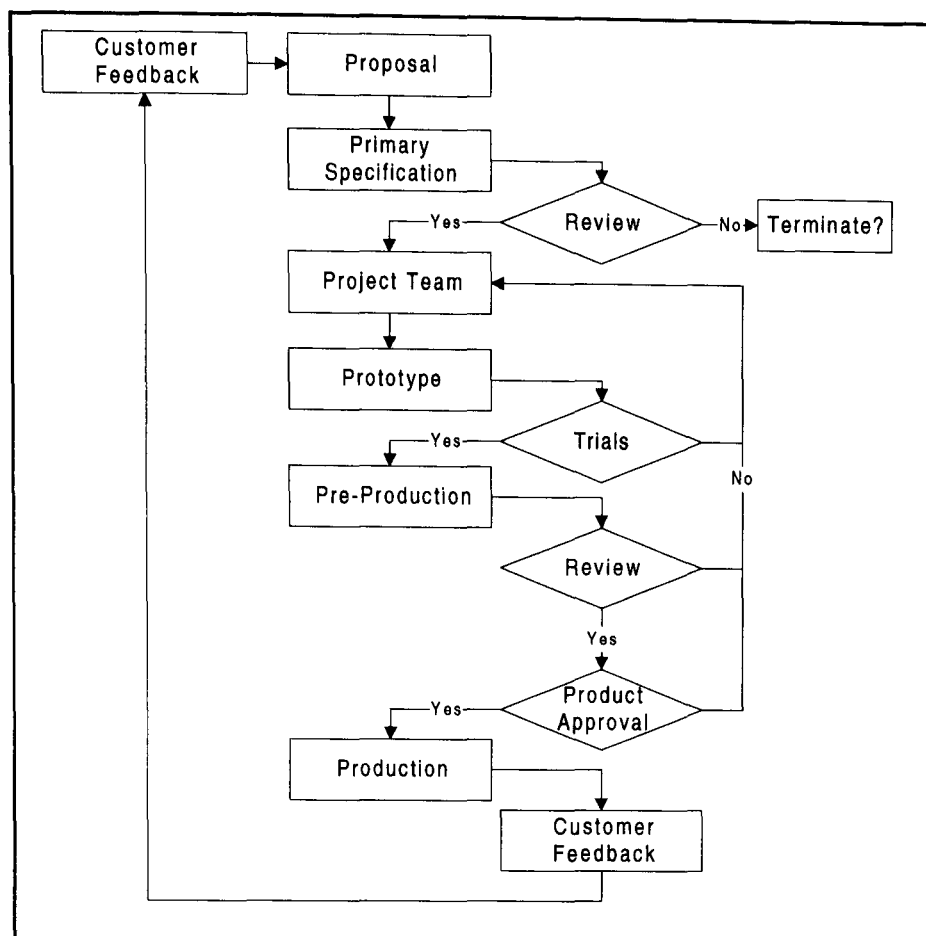 Customer
Feedback
Proposal
Primary
Specification
Review
Yes
No
Terminate?
Project Team
Prototype
Trials
Yes
No
Pre-Production
Review
Yes
Product
Approval
Yes
Production
Customer
Feedback